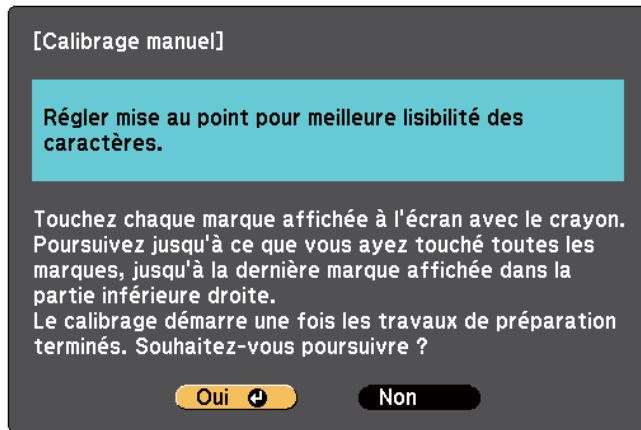 [Calibrage manuel]
Régler mise au point pour meilleure lisibilité des
caractères.
Touchez chaque marque affichée à l'écran avec le crayon.
Poursuivez jusqu'à ce que vous ayez touché toutes les
marques, jusqu'à la dernière marque affichée dans la
partie inférieure droite.
Le calibrage démarre une fois les travaux de préparation
terminés. Souhaitez-vous poursuivre ?
Oui Non